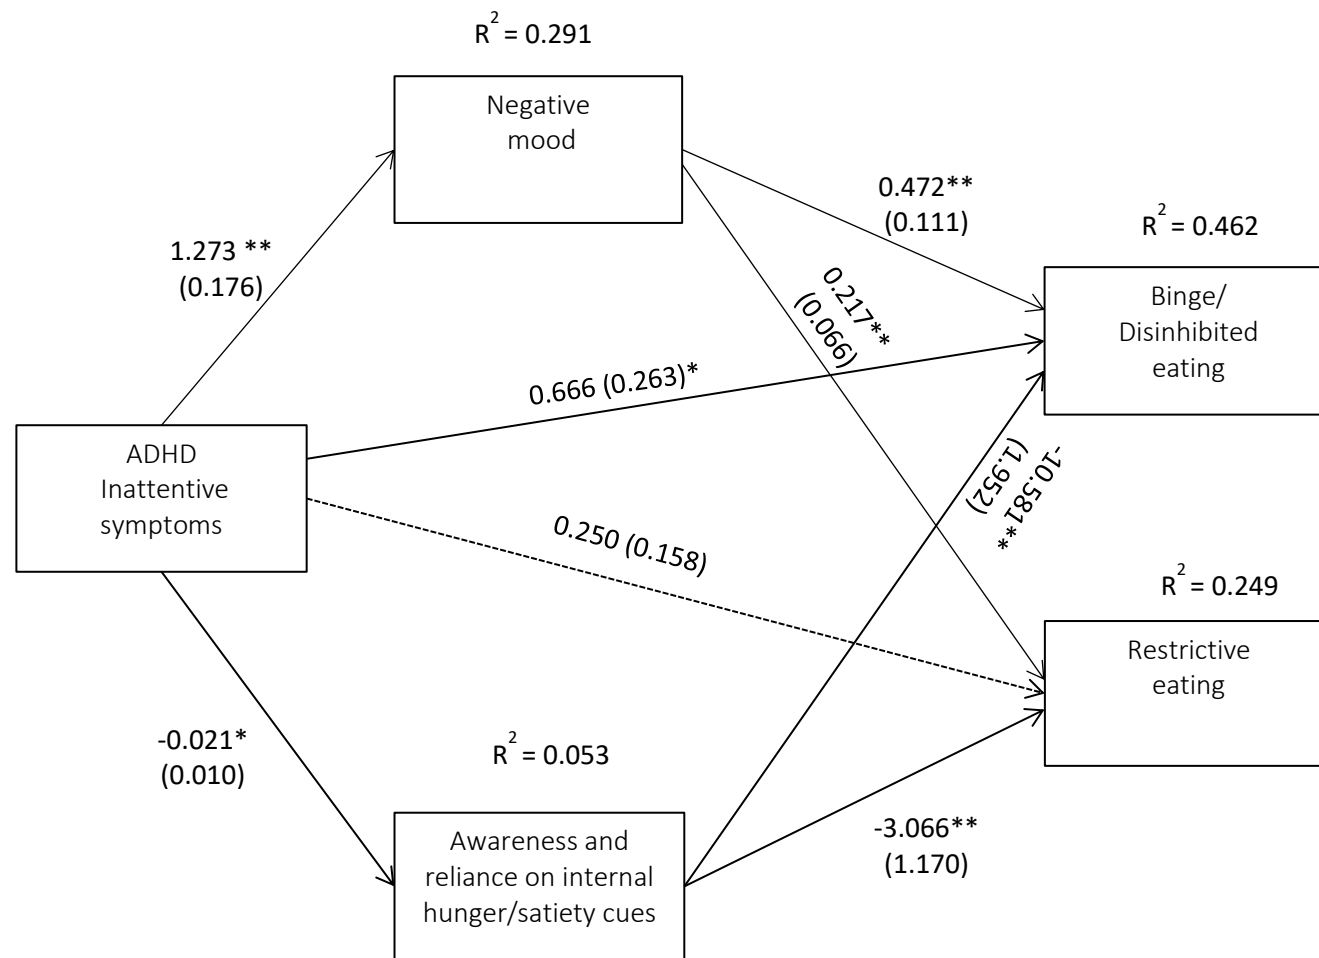 R² = 0.291
Negative
mood
0.472**
(0.111)
R² = 0.462
1.273 **
(0.176)
0.217**
(0.066)
Binge/
Disinhibited
eating
0.666 (0.263)*
ADHD
Inattentive
symptoms
-10.581**
(1.952)
0.250 (0.158)
R² = 0.249
Restrictive
eating
-0.021*
(0.010)
R² = 0.053
-3.066**
(1.170)
Awareness and
reliance on internal
hunger/satiety cues